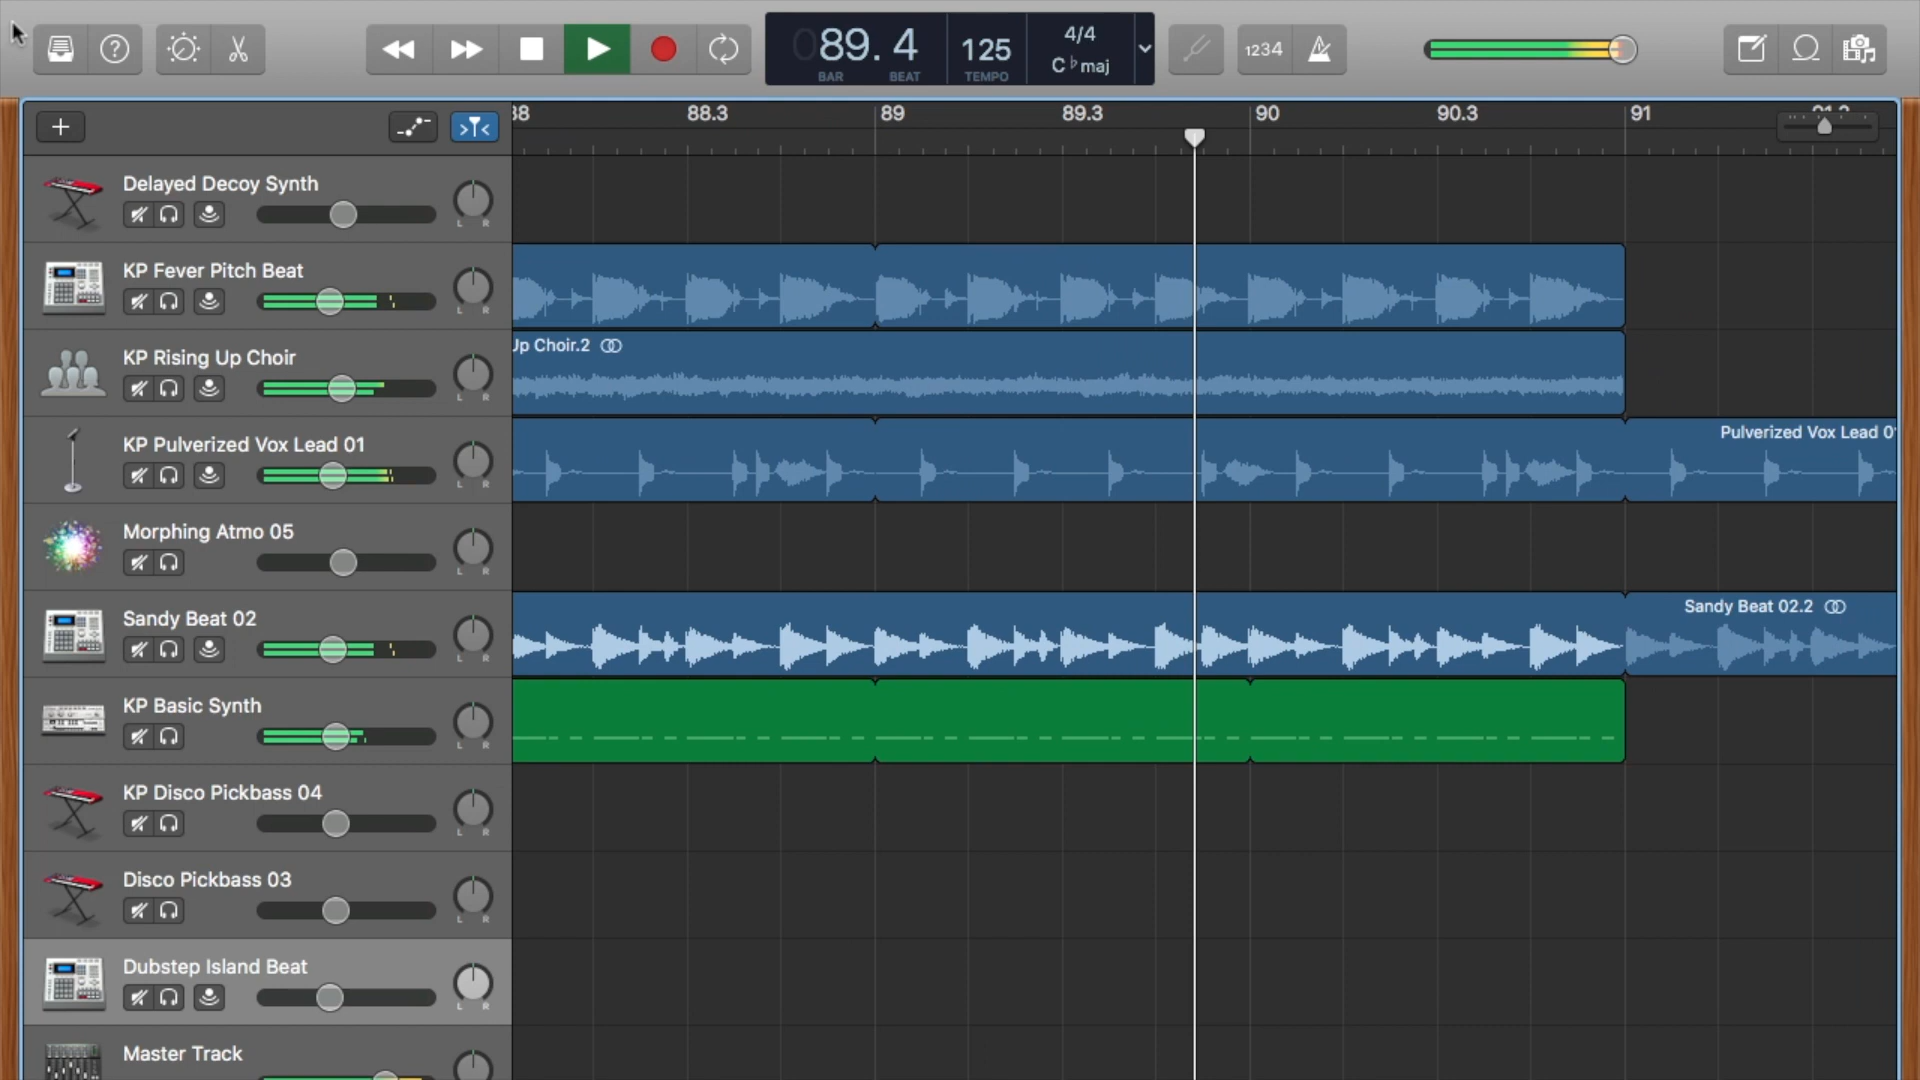 089. 4
BAR
BEAT
125
TEMPO
4/4
C♭maj
1234
88
88.3
89
89.3
90
90.3
91
Delayed Decoy Synth
L R
KP Fever Pitch Beat
L R
KP Rising Up Choir
L R
Up Choir.2
KP Pulverized Vox Lead 01
L R
Pulverized Vox Lead 0
Morphing Atmo 05
L R
Sandy Beat 02
L R
Sandy Beat 02.2
KP Basic Synth
L R
KP Disco Pickbass 04
L R
Disco Pickbass 03
L R
Dubstep Island Beat
L R
Master Track